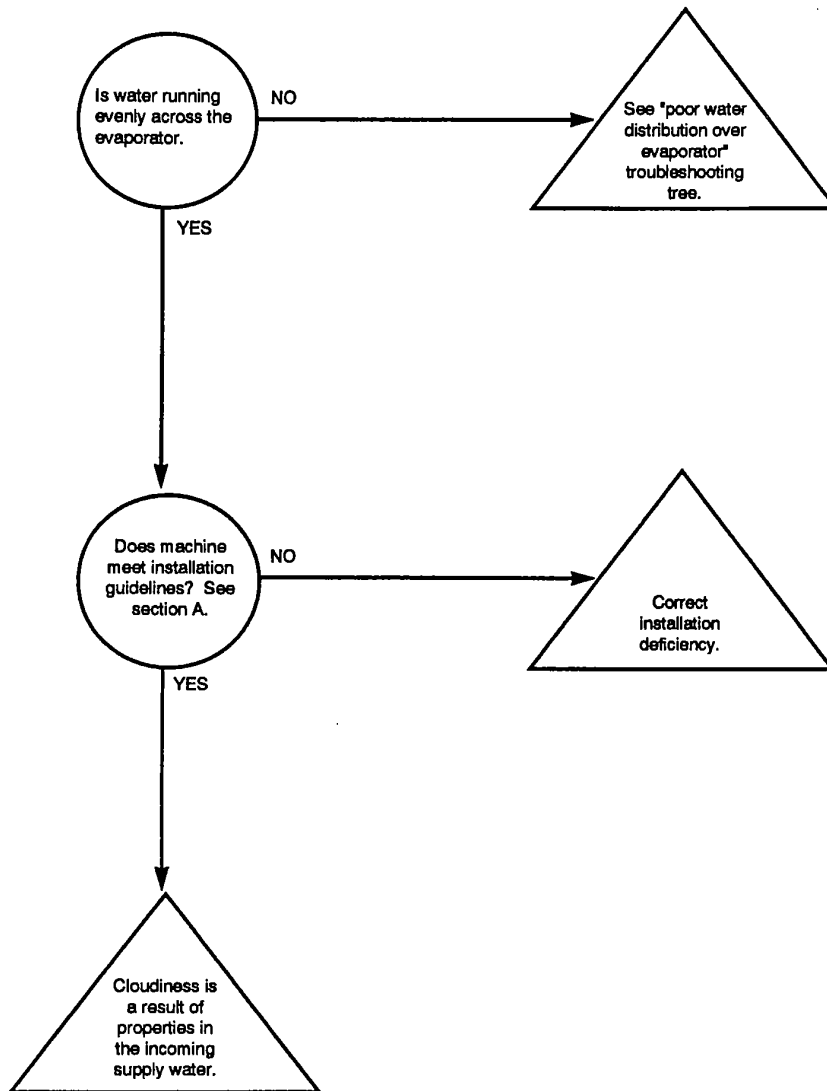 Is water running
evenly across the
evaporator.
NO
See "poor water
distribution over
evaporator"
troubleshooting
tree.
YES
Does machine
meet installation
guidelines? See
section A.
NO
Correct
installation
deficiency.
YES
Cloudiness is
a result of
properties in
the incoming
supply water.